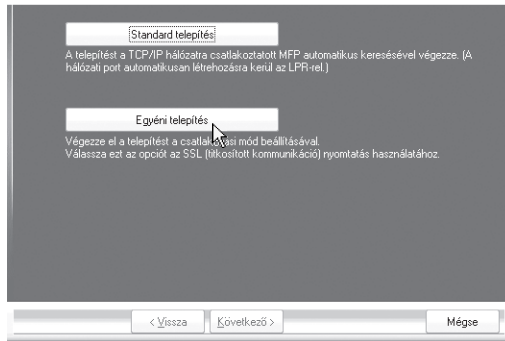 Standard telepítés
A telepítést a TCP/IP hálózatra csatlakoztatott MFP automatikus keresésével végezze. (A
hálózati port automatikusan létrehozásra kerül az LPR-rel.)
Egyéni telepítés
Végezze el a telepítést a csatlakozási mód beállításával.
Válassza ezt az opciót az SSL (titkosított kommunikáció) nyomtatás használatához.
< Vissza
Következő >
Mégse